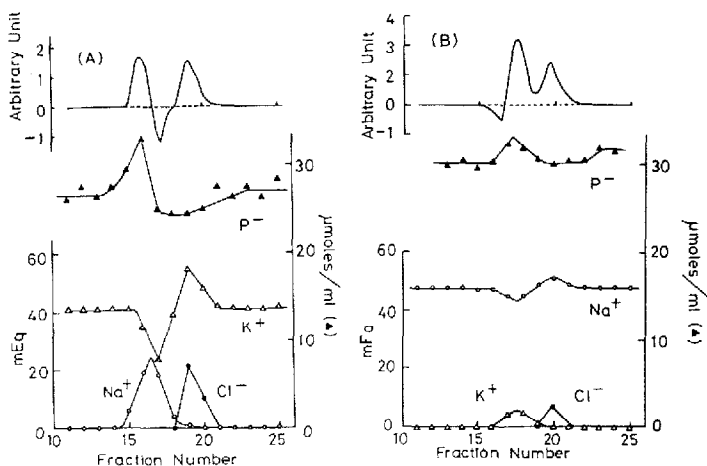 (A)
Arbitrary Unit
2
1
0
−1
P−
30
20
10
0
μmoles/ml (▲)
60
40
20
0
mEq
K+
Na+
Cl−
10 15 20 25
Fraction Number
(B)
Arbitrary Unit
4
3
2
1
0
−1
P−
30
20
10
0
μmoles/ml (▲)
60
40
20
0
mFq
Na+
K+
Cl−
10 15 20 25
Fraction Number